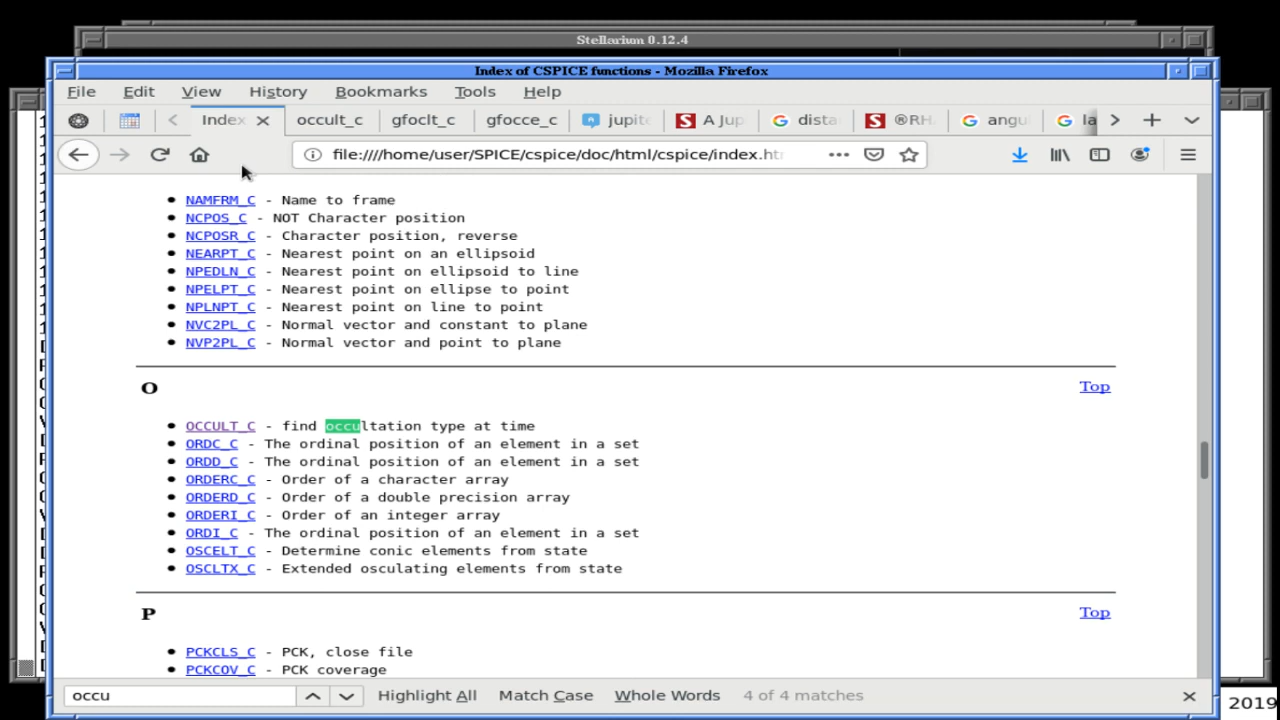 Stellarium 0.12.4
Index of CSPICE functions - Mozilla Firefox
File Edit View History Bookmarks Tools Help
Index occult_c gfoclt_c gfocce_c jupit A Jup dist ®RH angu la
file:///home/user/SPICE/cspice/doc/html/cspice/index.ht
NAMFRM_C - Name to frame
NCPOS_C - NOT Character position
NCPOSR_C - Character position, reverse
NEARPT_C - Nearest point on an ellipsoid
NPEDLN_C - Nearest point on ellipsoid to line
NPELPT_C - Nearest point on ellipse to point
NPLNPT_C - Nearest point on line to point
NVC2PL_C - Normal vector and constant to plane
NVP2PL_C - Normal vector and point to plane
O Top
OCCULT_C - find occultation type at time
ORDC_C - The ordinal position of an element in a set
ORDD_C - The ordinal position of an element in a set
ORDERC_C - Order of a character array
ORDERD_C - Order of a double precision array
ORDERI_C - Order of an integer array
ORDI_C - The ordinal position of an element in a set
OSCELT_C - Determine conic elements from state
OSCLTX_C - Extended osculating elements from state
P Top
PCKCLS_C - PCK, close file
PCKCOV_C - PCK coverage
occu Highlight All Match Case Whole Words 4 of 4 matches
2019